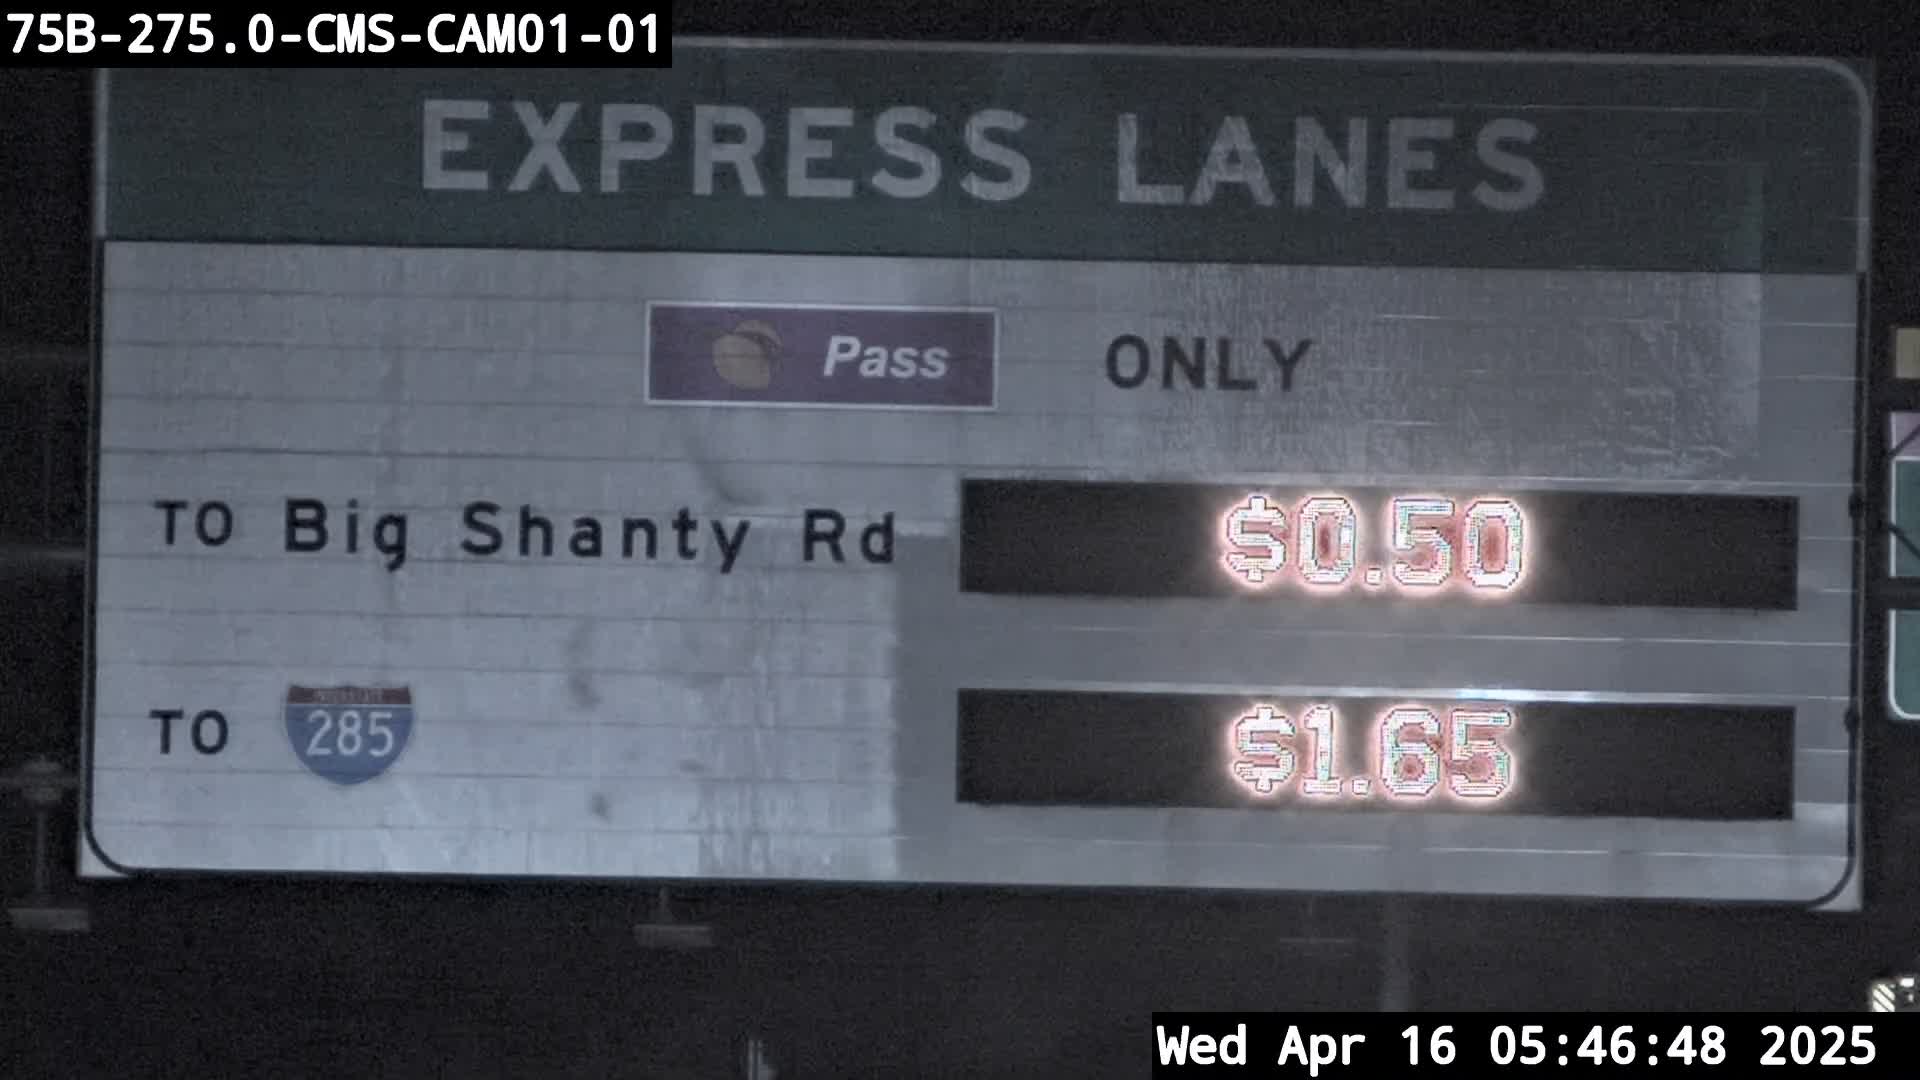 75B-275.0-CMS-CAM01-01
EXPRESS LANES
Pass ONLY
TO Big Shanty Rd $0.50
TO INTERSTATE 285 $1.65
Wed Apr 16 05:46:48 2025